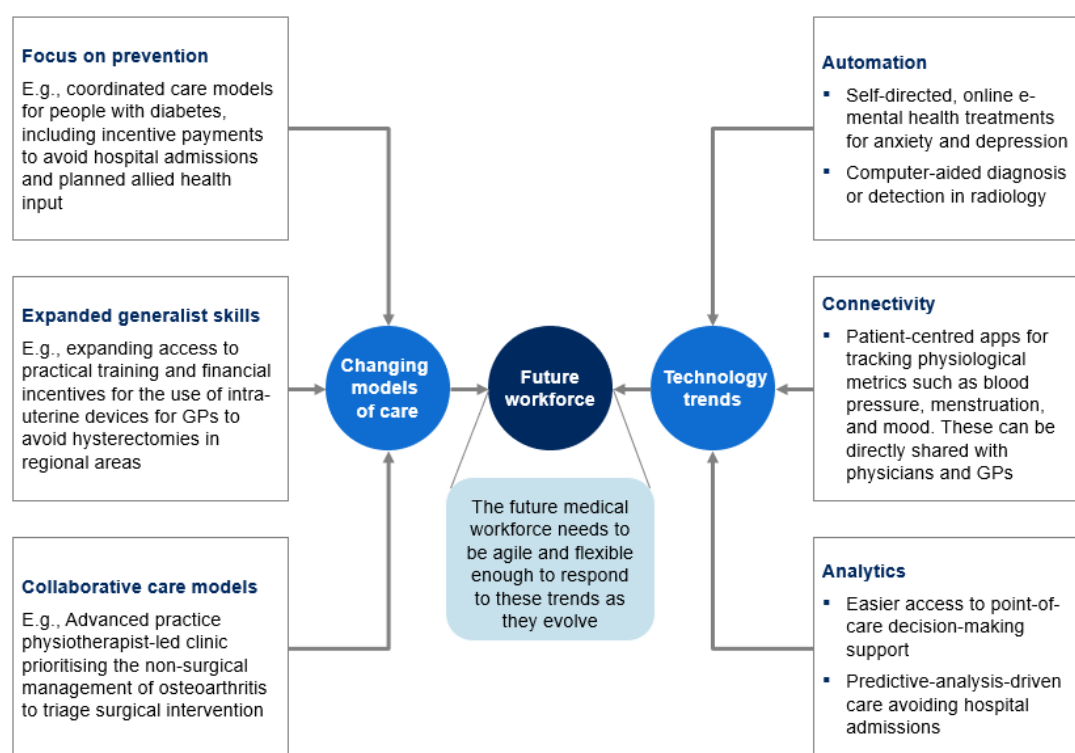 Focus on prevention
E.g., coordinated care models
for people with diabetes,
including incentive payments
to avoid hospital admissions
and planned allied health
input
Expanded generalist skills
E.g., expanding access to
practical training and financial
incentives for the use of intra-
uterine devices for GPs to
avoid hysterectomies in
regional areas
Collaborative care models
E.g., Advanced practice
physiotherapist-led clinic
prioritising the non-surgical
management of osteoarthritis
to triage surgical intervention
Changing
models
of care
Future
workforce
Technology
trends
The future medical
workforce needs to
be agile and flexible
enough to respond
to these trends as
they evolve
Automation
▪ Self-directed, online e-
mental health treatments
for anxiety and depression
▪ Computer-aided diagnosis
or detection in radiology
Connectivity
▪ Patient-centred apps for
tracking physiological
metrics such as blood
pressure, menstruation,
and mood. These can be
directly shared with
physicians and GPs
Analytics
▪ Easier access to point-of-
care decision-making
support
▪ Predictive-analysis-driven
care avoiding hospital
admissions